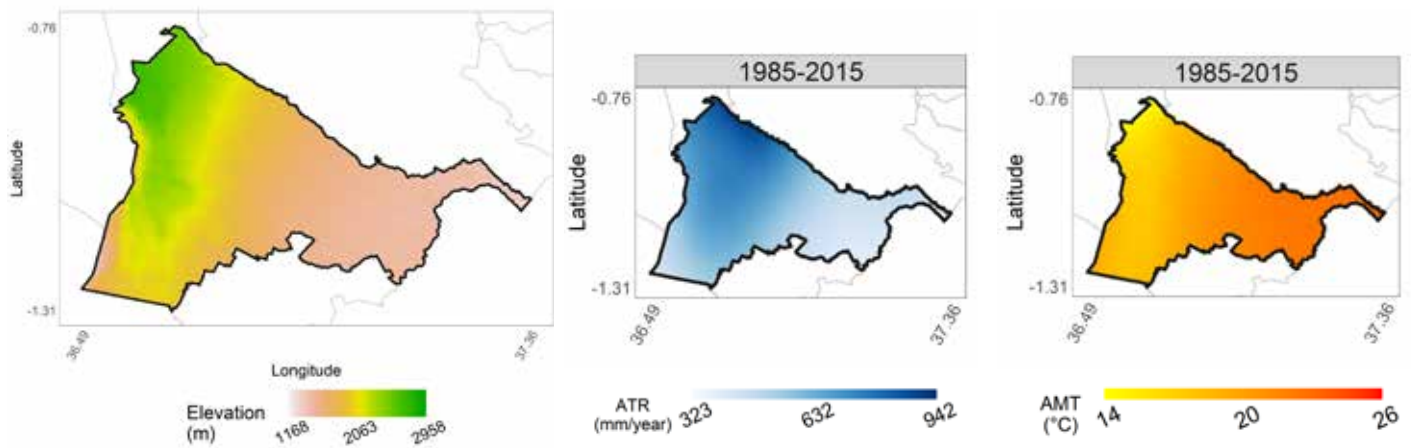 -0.76
Latitude
-1.31
36.49
37.36
Longitude
Elevation
(m)
1168
2063
2958
1985-2015
-0.76
Latitude
-1.31
36.49
37.36
ATR
(mm/year)
323
632
942
1985-2015
-0.76
Latitude
-1.31
36.49
37.36
AMT
(°C)
14
20
26